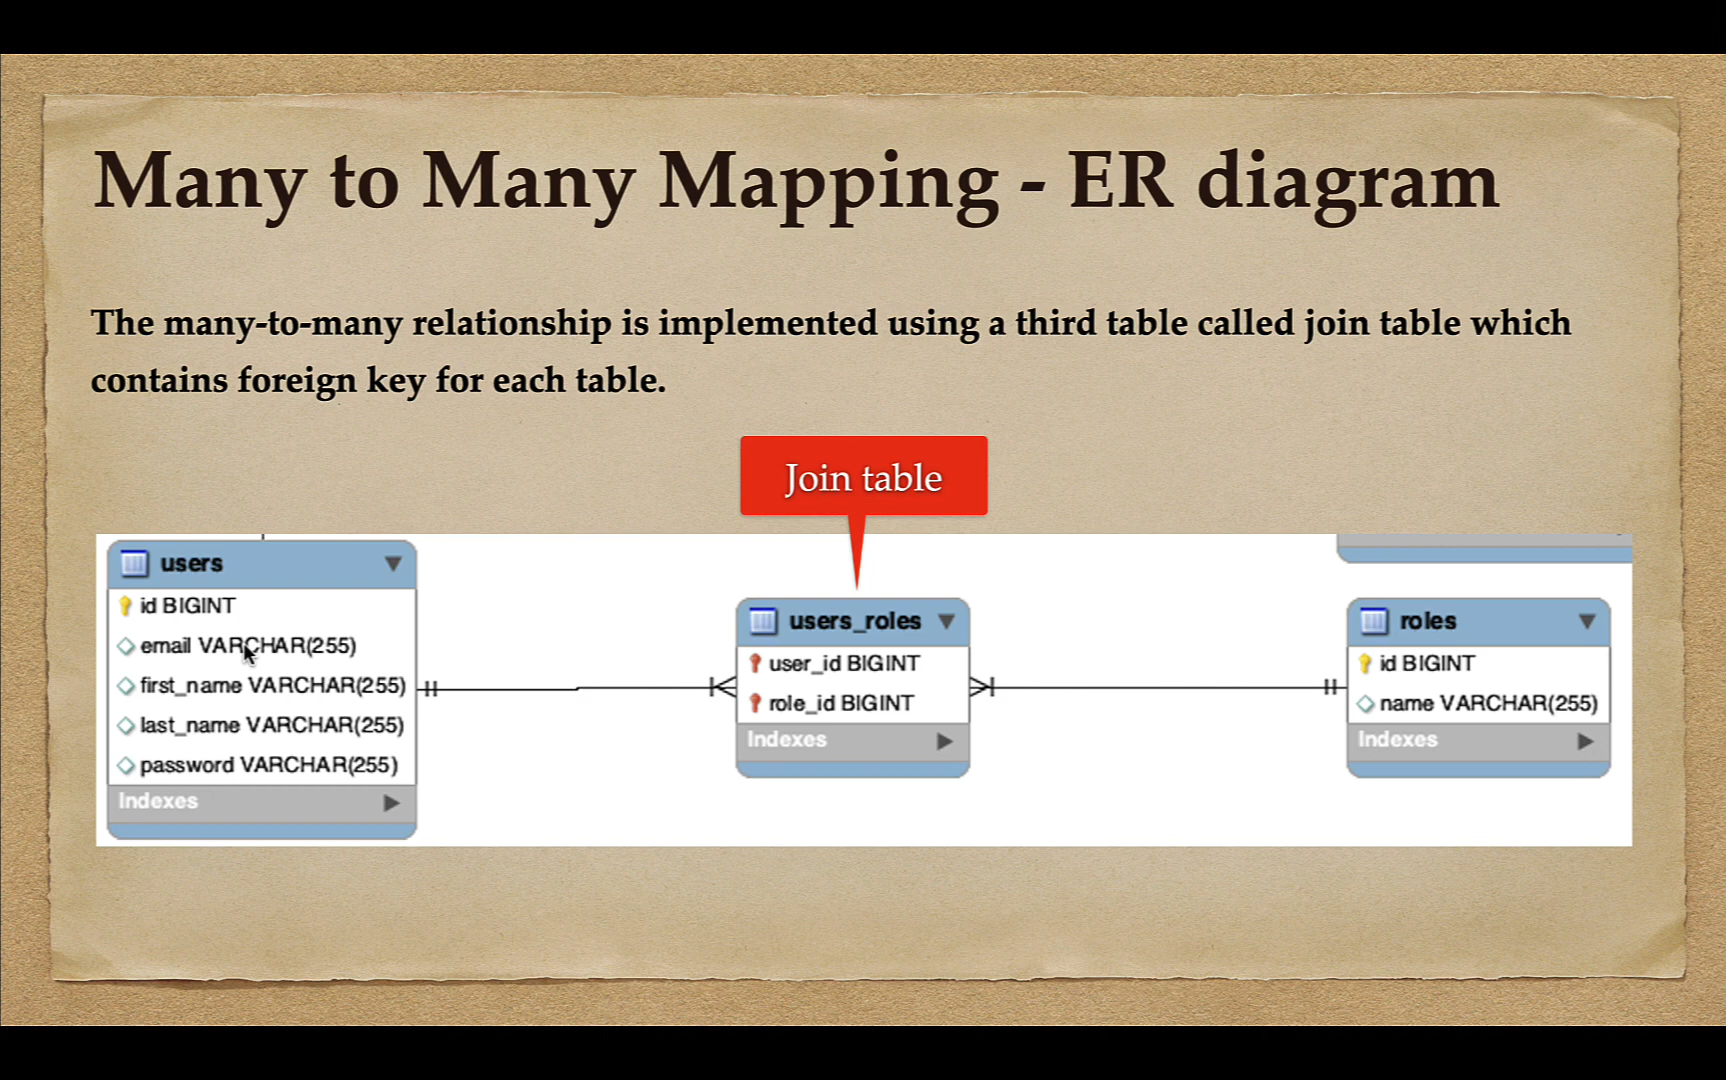 Many to Many Mapping - ER diagram
The many-to-many relationship is implemented using a third table called join table which
contains foreign key for each table.
Join table
users
id BIGINT
email VARCHAR(255)
first_name VARCHAR(255)
last_name VARCHAR(255)
password VARCHAR(255)
Indexes
users_roles
user_id BIGINT
role_id BIGINT
Indexes
roles
id BIGINT
name VARCHAR(255)
Indexes